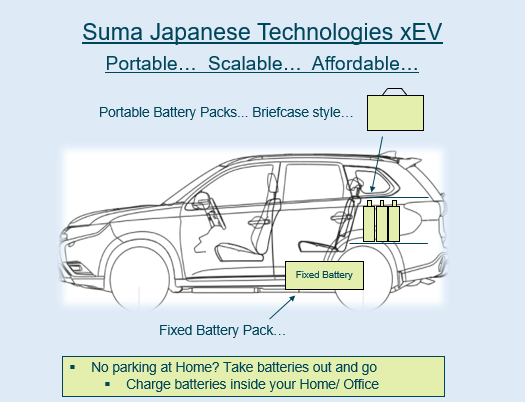 Suma Japanese Technologies xEV
Portable… Scalable… Affordable…
Portable Battery Packs... Briefcase style…
Fixed Battery
Fixed Battery Pack…
▪ No parking at Home? Take batteries out and go
▪ Charge batteries inside your Home/ Office